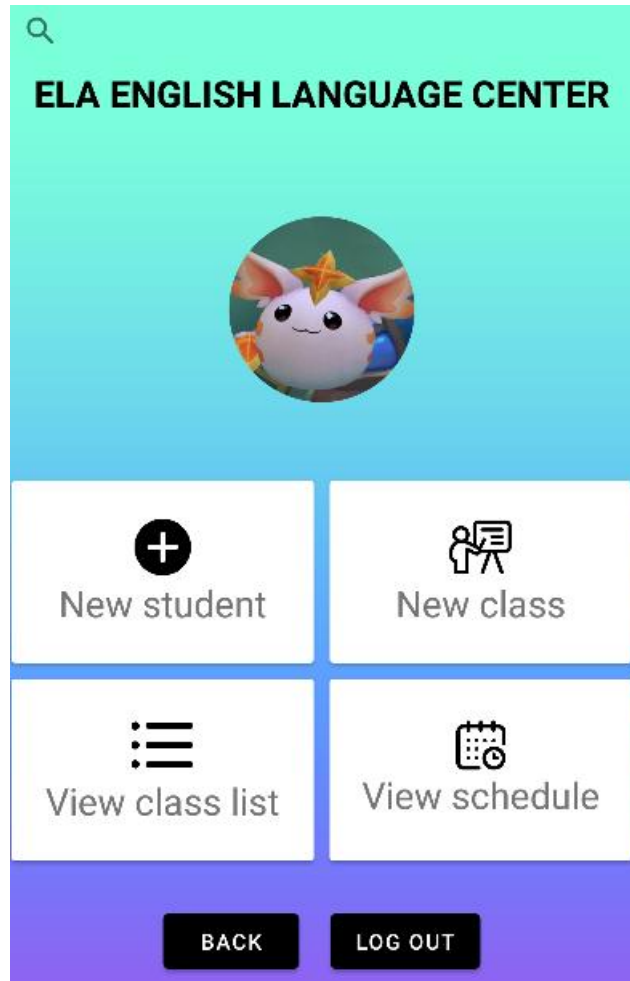 ELA ENGLISH LANGUAGE CENTER
New student
New class
View class list
View schedule
BACK
LOG OUT